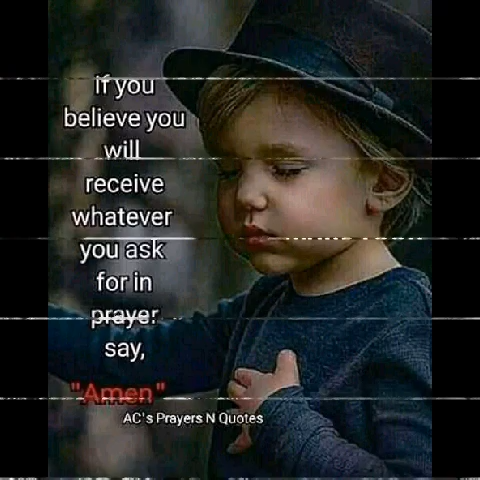 If you
believe you
will
receive
whatever
you ask
for in
prayer
say,
"Amen"
AC's Prayers N Quotes